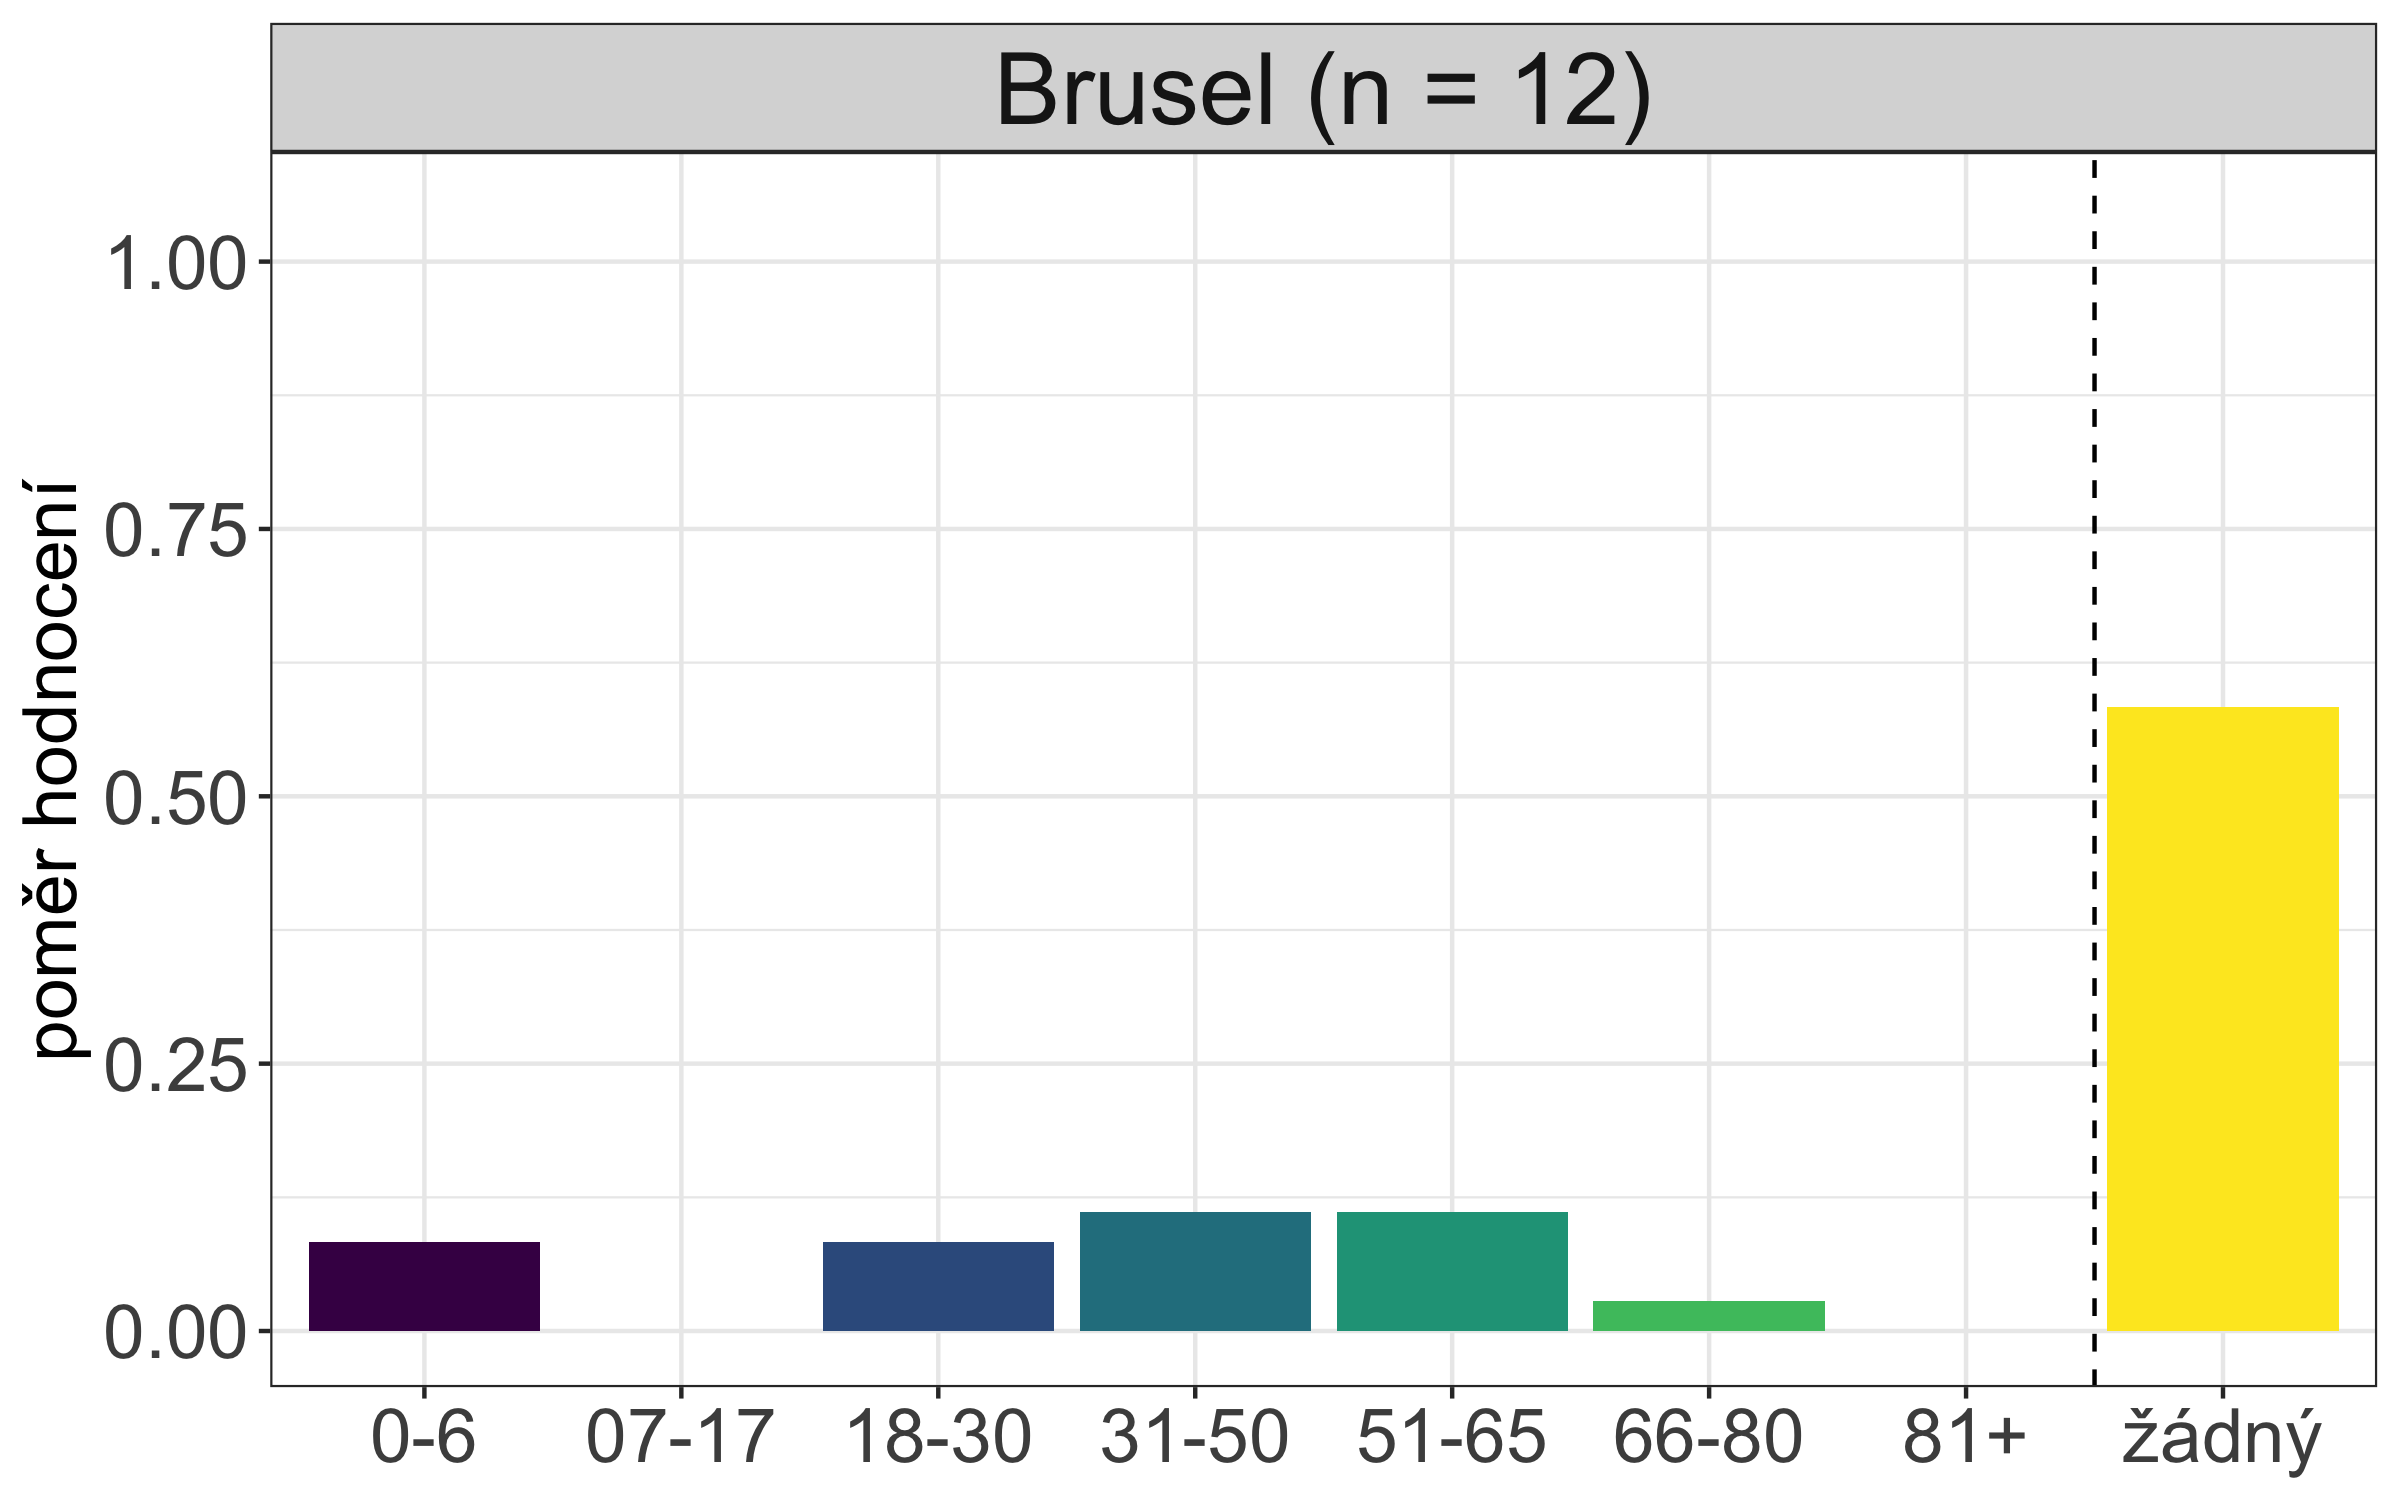 Brusel (n = 12)
poměr hodnocení
1.00
0.75
0.50
0.25
0.00
0-6 07-17 18-30 31-50 51-65 66-80 81+ žádný